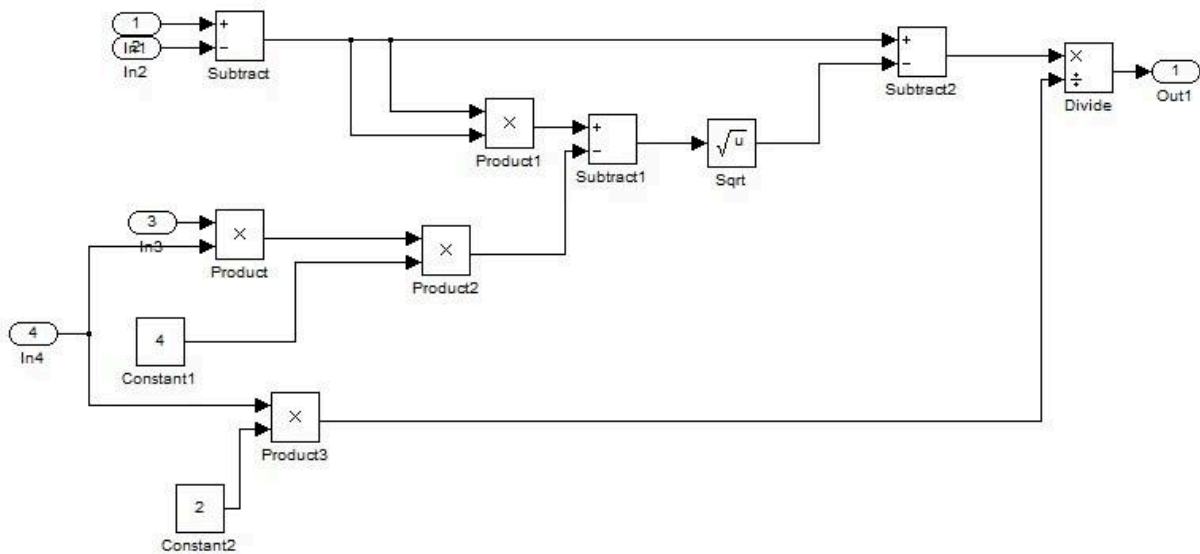 1
+
In1
2
−
In2
Subtract
+
−
Subtract2
×
÷
Divide
1
Out1
×
Product1
+
−
Subtract1
√u
Sqrt
3
In3
×
Product
×
Product2
4
In4
4
Constant1
×
Product3
2
Constant2